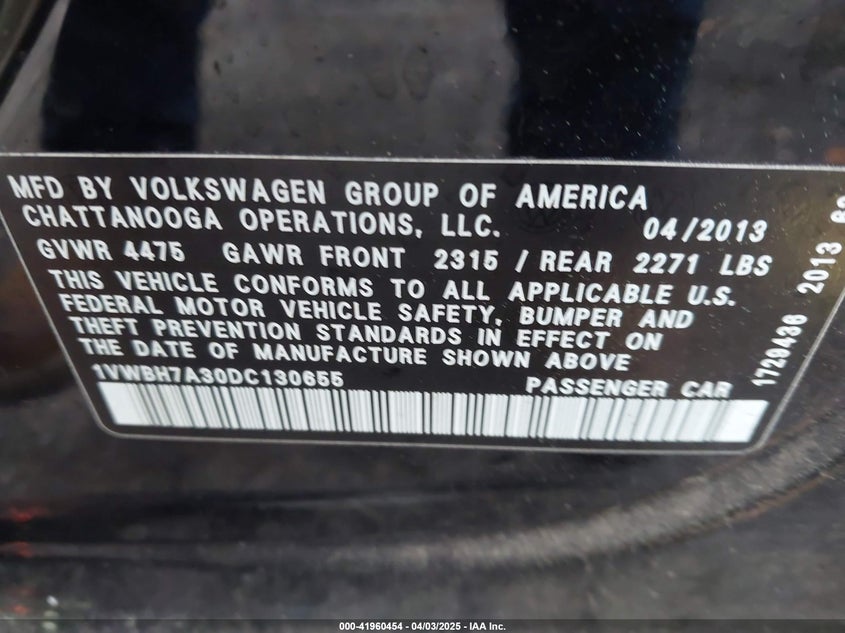 MFD BY VOLKSWAGEN GROUP OF AMERICA
CHATTANOOGA OPERATIONS, LLC. 04/2013
GVWR 4475 GAWR FRONT 2315 / REAR 2271 LBS
THIS VEHICLE CONFORMS TO ALL APPLICABLE U.S.
FEDERAL MOTOR VEHICLE SAFETY, BUMPER AND
THEFT PREVENTION STANDARDS IN EFFECT ON
THE DATE OF MANUFACTURE SHOWN ABOVE
1VWBH7A30DC130655 PASSENGER CAR
1729436 2013
000-41960454 | 04/03/2025 | IAA Inc.